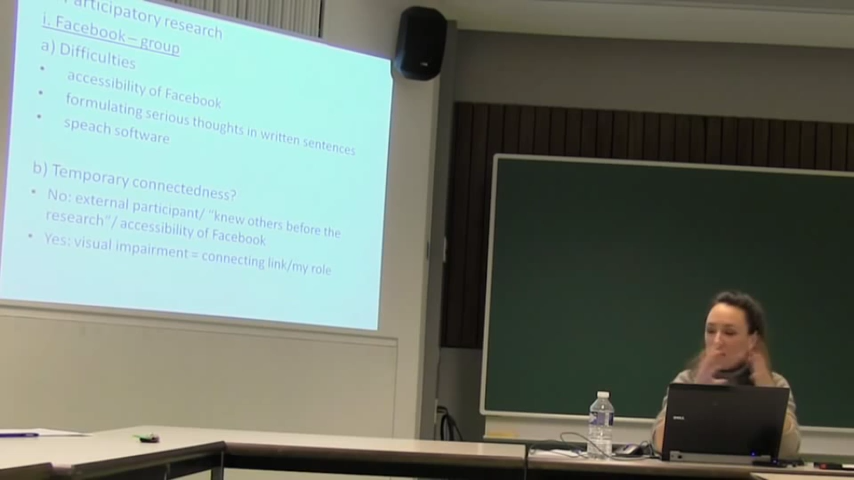 articipatory research
i. Facebook – group
a) Difficulties
• accessibility of Facebook
• formulating serious thoughts in written sentences
• speach software
b) Temporary connectedness?
• No: external participant/ "knew others before the
research"/ accessibility of Facebook
• Yes: visual impairment = connecting link/my role
DELL